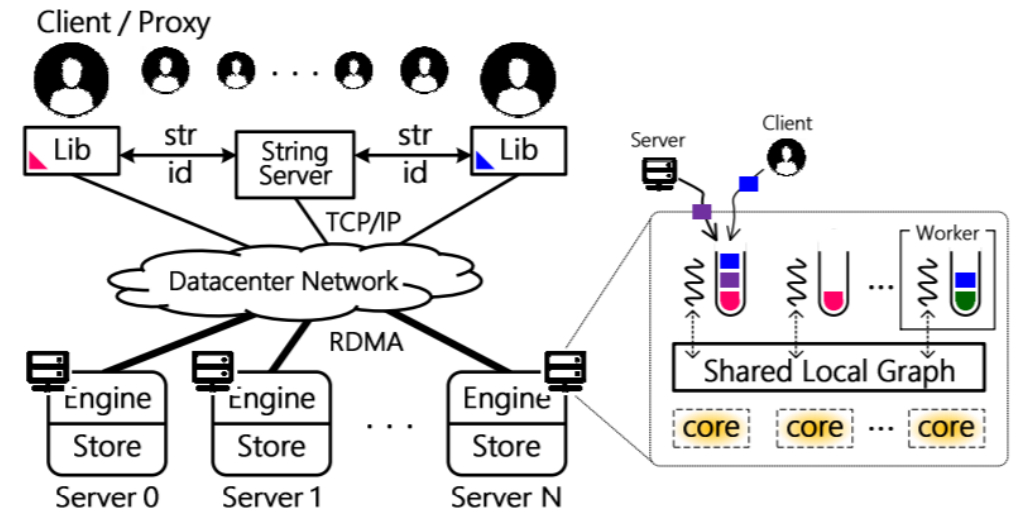 Client / Proxy
. . .
Lib
str
id
String
Server
str
id
Lib
TCP/IP
Datacenter Network
RDMA
Engine
Store
Engine
Store
. . .
Engine
Store
Server 0
Server 1
Server N
Server
Client
Worker
...
Shared Local Graph
core
core
...
core